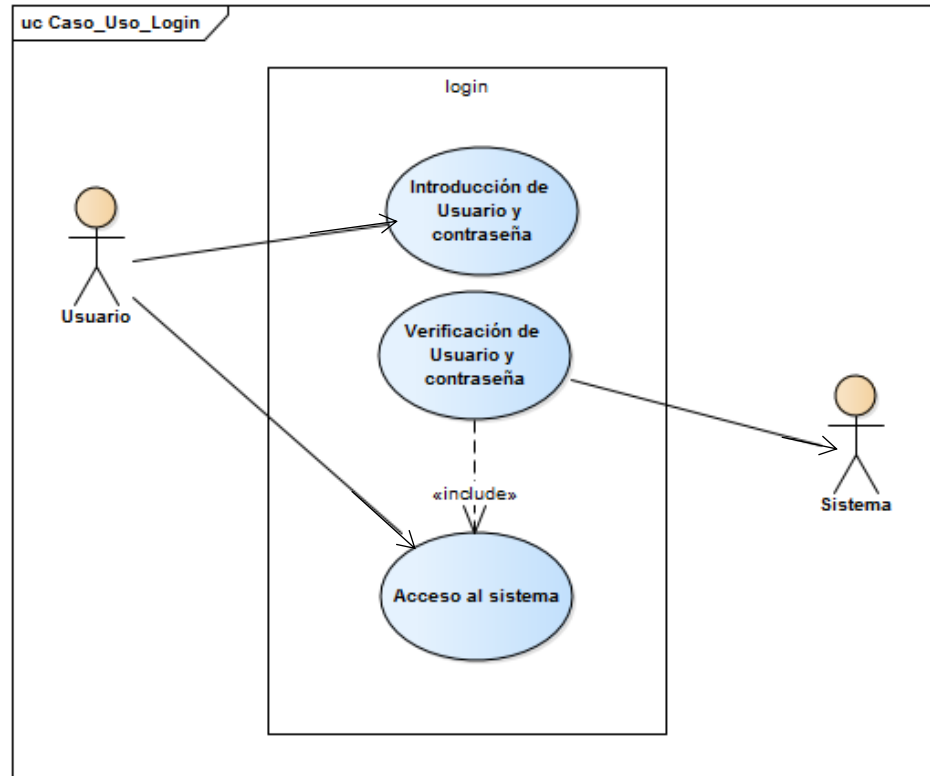 uc Caso_Uso_Login
login
Introducción de
Usuario y
contraseña
Usuario
Verificación de
Usuario y
contraseña
«include»
Sistema
Acceso al sistema